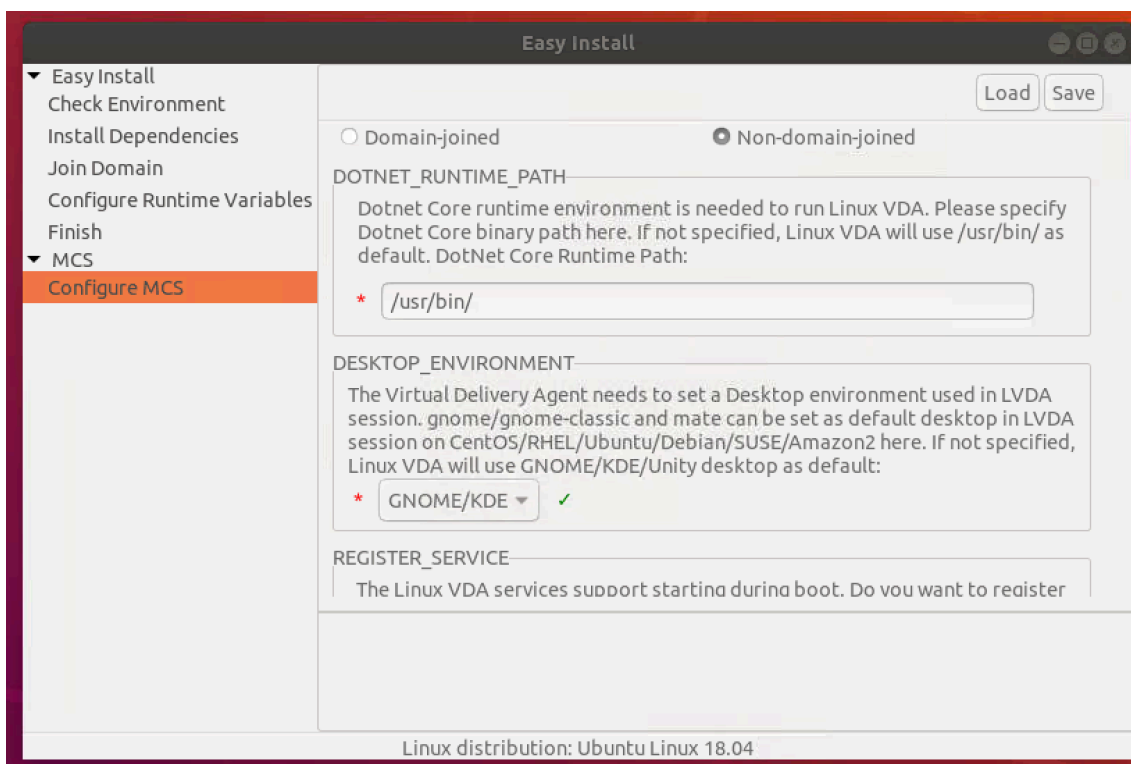 Easy Install
Easy Install
Check Environment
Install Dependencies
Join Domain
Configure Runtime Variables
Finish
MCS
Configure MCS
Load Save
Domain-joined Non-domain-joined
DOTNET_RUNTIME_PATH
Dotnet Core runtime environment is needed to run Linux VDA. Please specify
Dotnet Core binary path here. If not specified, Linux VDA will use /usr/bin/ as
default. DotNet Core Runtime Path:
* /usr/bin/
DESKTOP_ENVIRONMENT
The Virtual Delivery Agent needs to set a Desktop environment used in LVDA
session. gnome/gnome-classic and mate can be set as default desktop in LVDA
session on CentOS/RHEL/Ubuntu/Debian/SUSE/Amazon2 here. If not specified,
Linux VDA will use GNOME/KDE/Unity desktop as default:
* GNOME/KDE ✓
REGISTER_SERVICE
The Linux VDA services support starting during boot. Do you want to register
Linux distribution: Ubuntu Linux 18.04